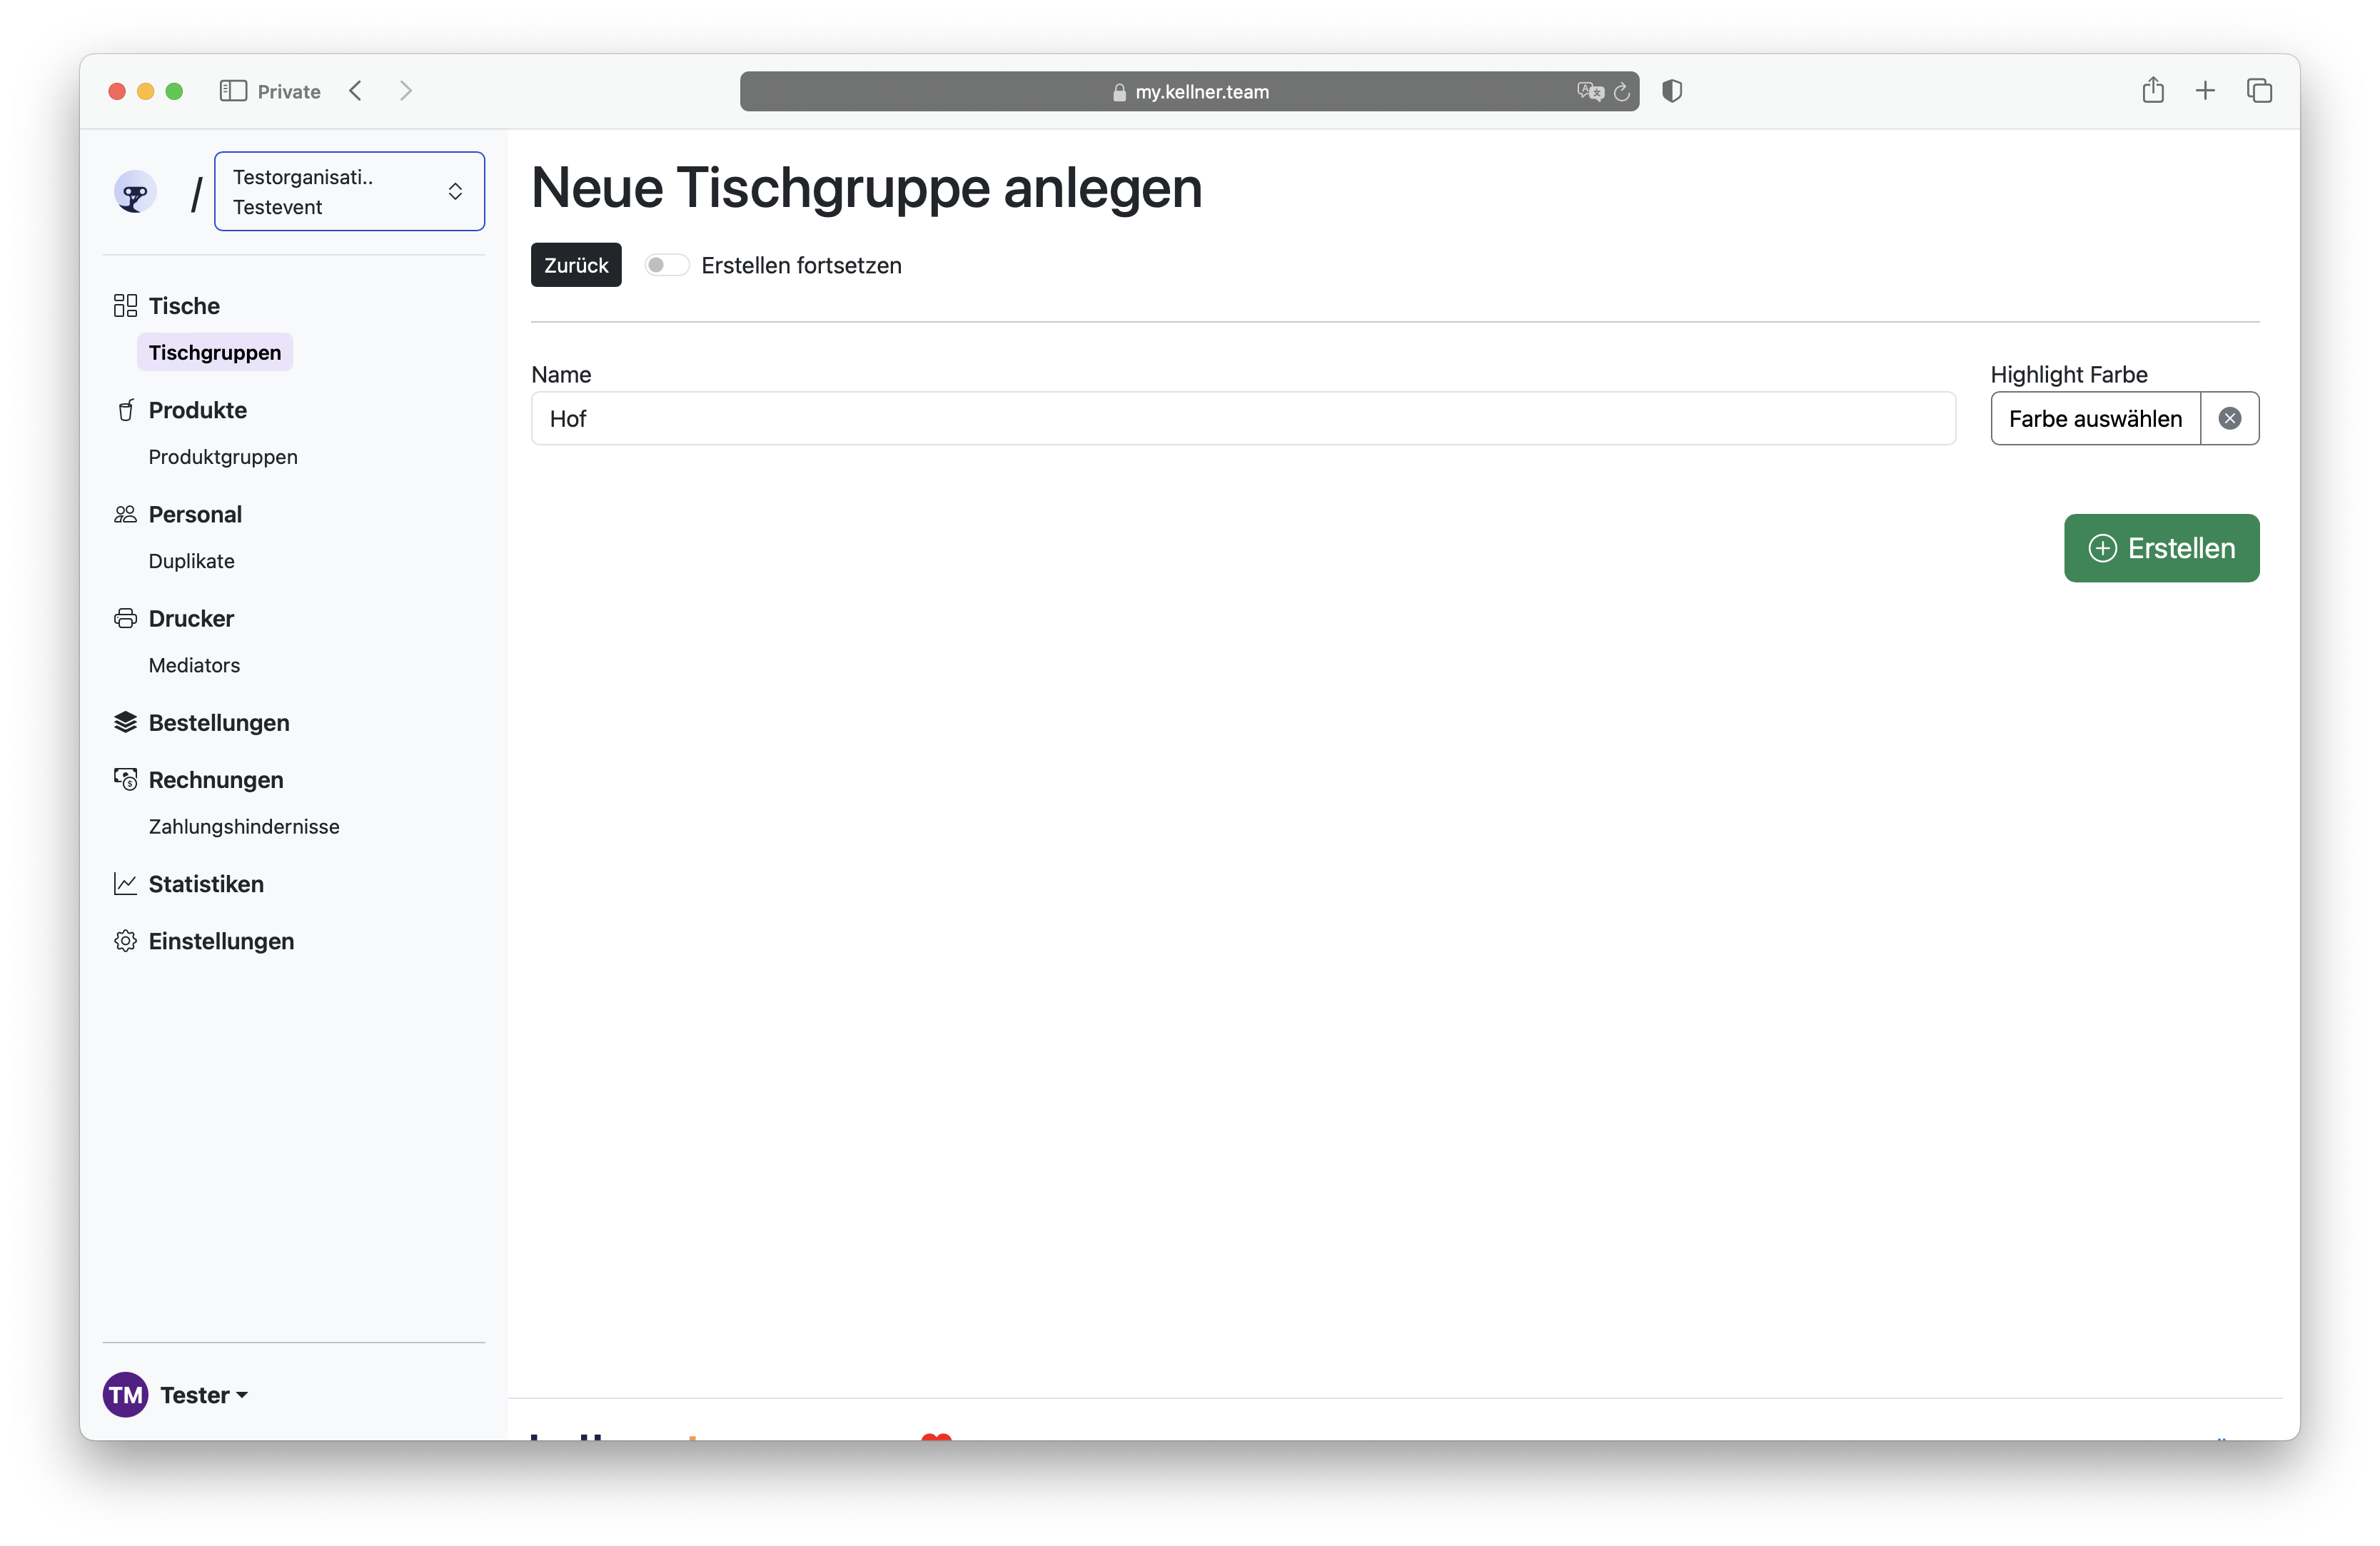 Private
my.kellner.team
/
Testorganisati..
Testevent
Tische
Tischgruppen
Produkte
Produktgruppen
Personal
Duplikate
Drucker
Mediators
Bestellungen
Rechnungen
Zahlungshindernisse
Statistiken
Einstellungen
TM Tester
Neue Tischgruppe anlegen
Zurück Erstellen fortsetzen
Name
Hof
Highlight Farbe
Farbe auswählen
Erstellen